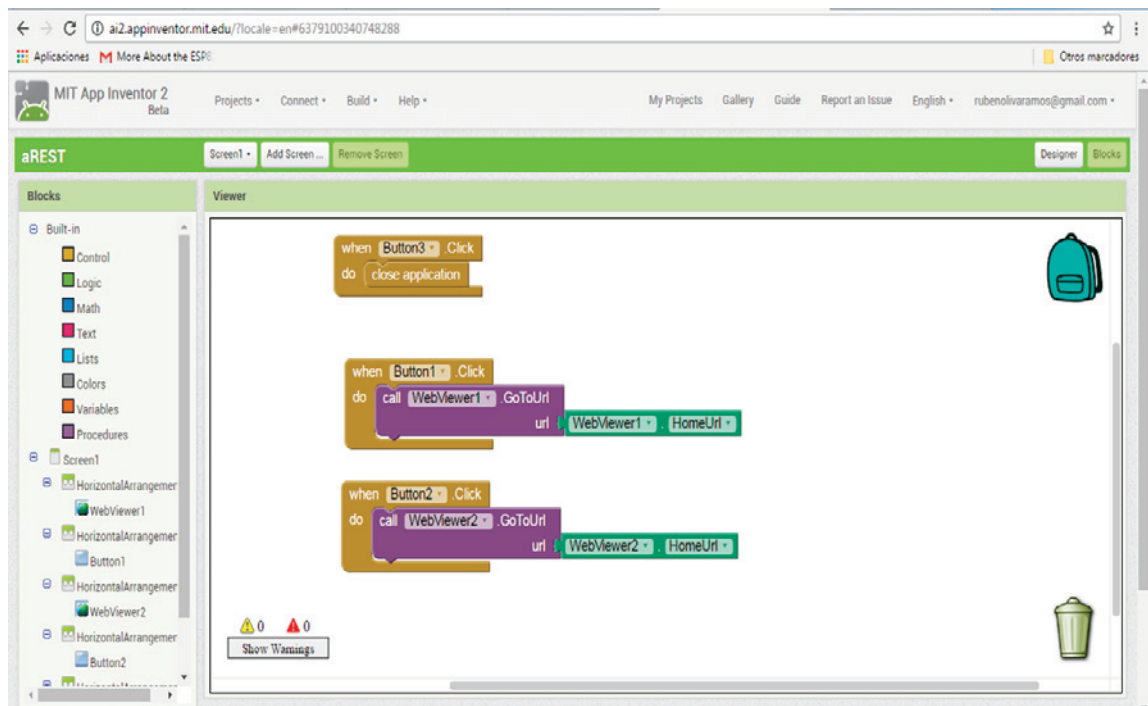 ai2.appinventor.mit.edu/?locale=en#6379100340748288
Aplicaciones More About the ESP8 Otros marcadores
MIT App Inventor 2
Beta
Projects Connect Build Help My Projects Gallery Guide Report an Issue English rubenolivaramos@gmail.com
aREST Screen1 Add Screen ... Remove Screen Designer Blocks
Blocks Viewer
Built-in
Control
Logic
Math
Text
Lists
Colors
Variables
Procedures
Screen1
HorizontalArrangemer
WebViewer1
HorizontalArrangemer
Button1
HorizontalArrangemer
WebViewer2
HorizontalArrangemer
Button2
when Button3 .Click
do close application
when Button1 .Click
do call WebViewer1 .GoToUrl
url WebViewer1 . HomeUrl
when Button2 .Click
do call WebViewer2 .GoToUrl
url WebViewer2 . HomeUrl
0 0
Show Warnings